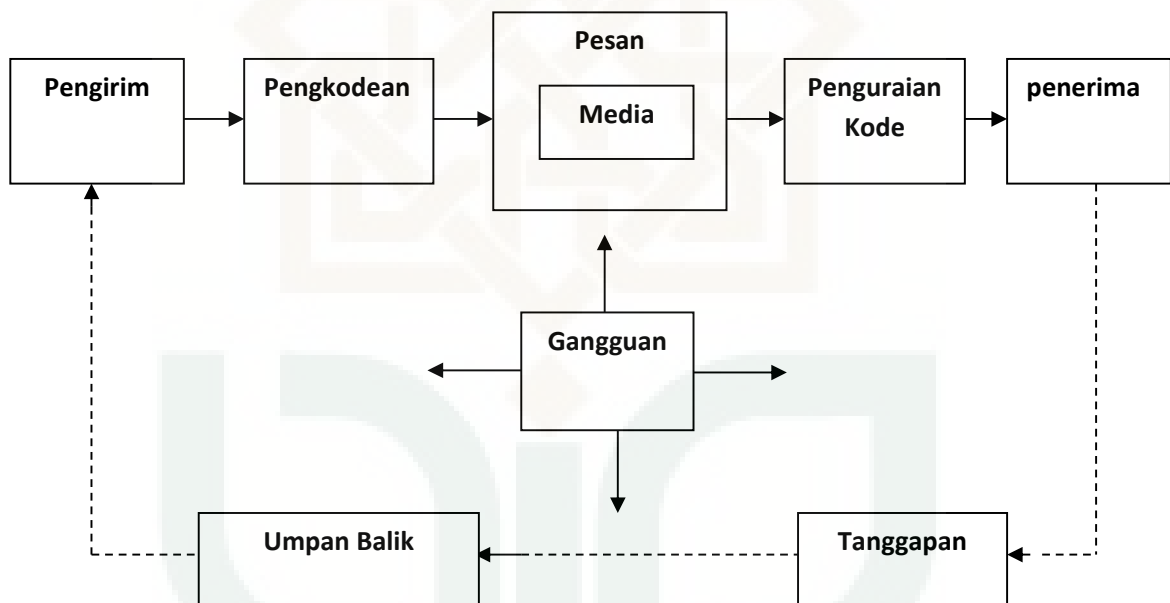 Pengirim
Pengkodean
Pesan
Media
Penguraian
Kode
penerima
Gangguan
Umpan Balik
Tanggapan